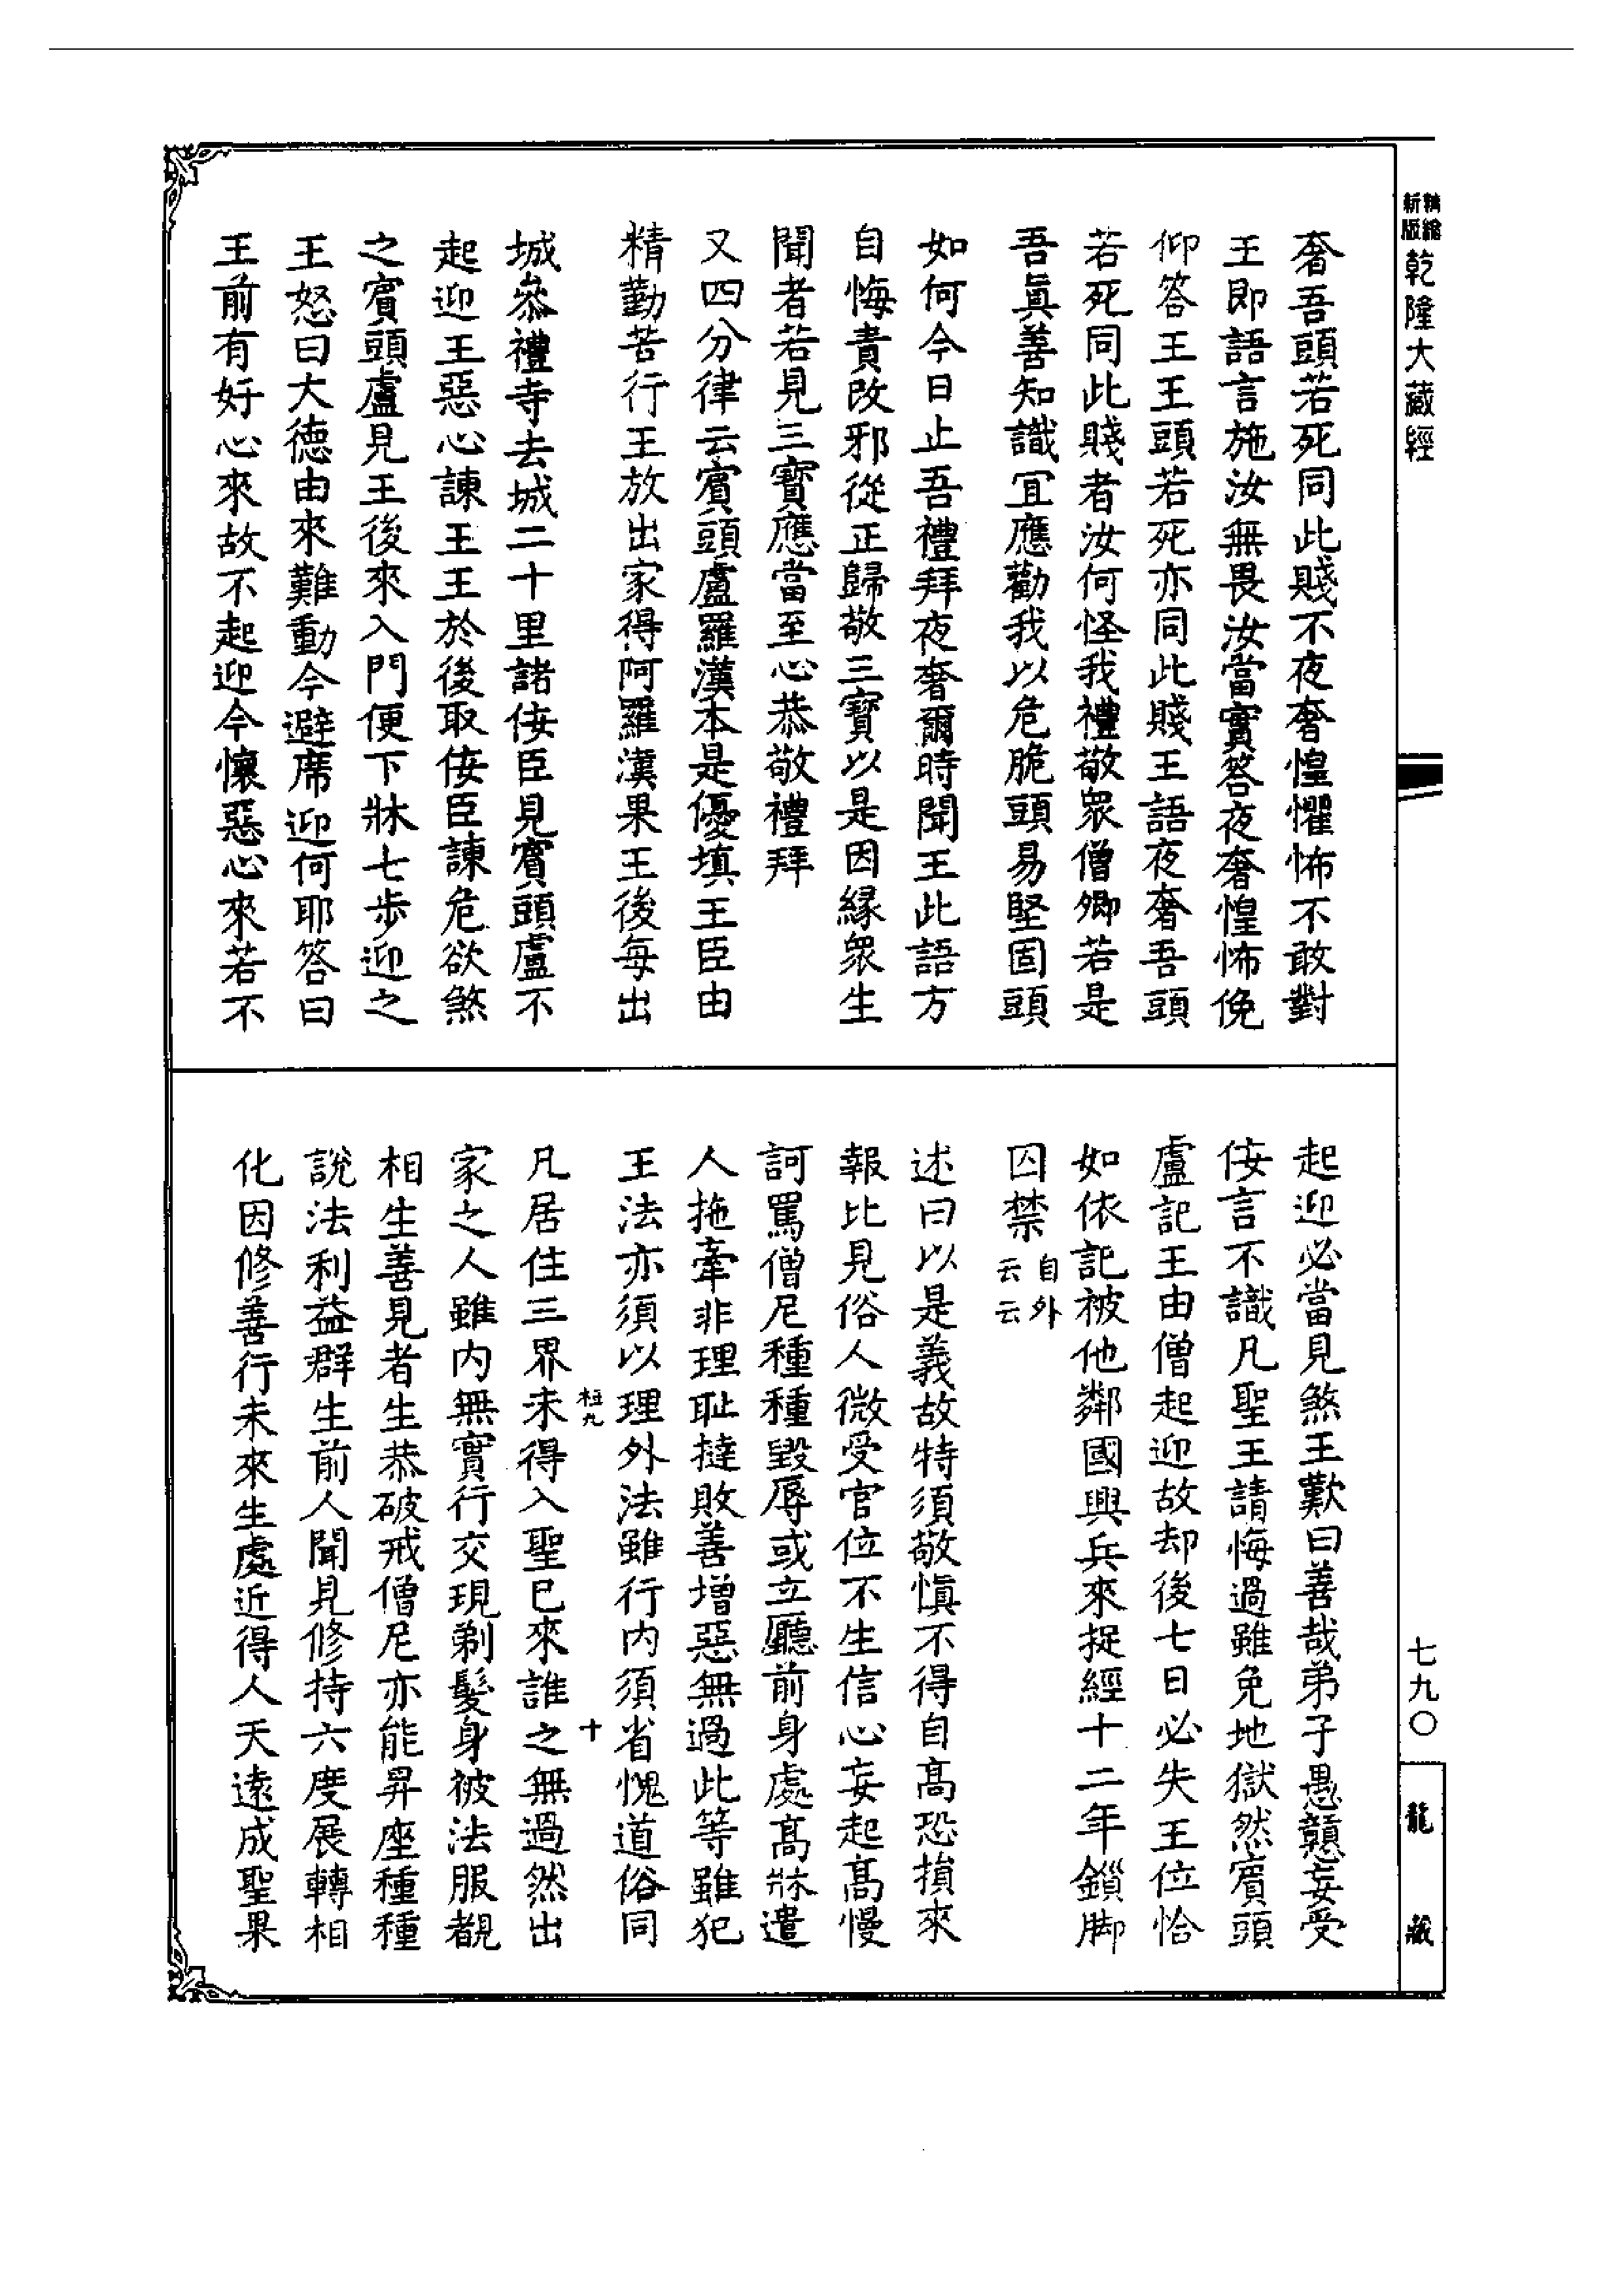 精縮
新版
乾隆大藏經
奢吾頭若死同此賤不夜奢惶懼怖不敢對
王即語言施汝無畏汝當實答夜奢惶怖俛
仰答王王頭若死亦同此賤王語夜奢吾頭
若死同此賤者汝何怪我禮敬衆僧卿若是
吾眞善知識宜應勸我以危脆頭易堅固頭
如何今日止吾禮拜夜奢爾時聞王此語方
自悔責改邪從正歸敬三寶以是因緣衆生
聞者若見三寶應當至心恭敬禮拜
又四分律云賓頭盧羅漢本是優填王臣由
精勤苦行王放出家得阿羅漢果王後每出
城叅禮寺去城二十里諸侫臣見賓頭盧不
起迎王惡心諫王王於後取侫臣諫危欲煞
之賓頭盧見王後來入門便下牀七步迎之
王怒曰大德由來難動今避席迎何耶答曰
王前有好心來故不起迎今懷惡心來若不
起迎必當見煞王歎曰善哉弟子愚戇妄受
侫言不識凡聖王請悔過雖免地獄然賓頭
盧記王由僧起迎故却後七日必失王位恰
如依記被他鄰國興兵來捉經十二年鎻脚
囚禁自外云云
述曰以是義故特須敬慎不得自高恐損來
報比見俗人微受官位不生信心妄起高慢
訶罵僧尼種種毀辱或立廳前身處高牀遣
人拖牽非理恥撻敗善增惡無過此等雖犯
王法亦須以理外法雖行内須省愧道俗同
桓九
十
凡居住三界未得入聖已來誰之無過然出
家之人雖内無實行交現剃髮身被法服覩
相生善見者生恭破戒僧尼亦能昇座種種
說法利益群生前人聞見修持六度展轉相
化因修善行未來生處近得人天遠成聖果
七九〇
龍藏